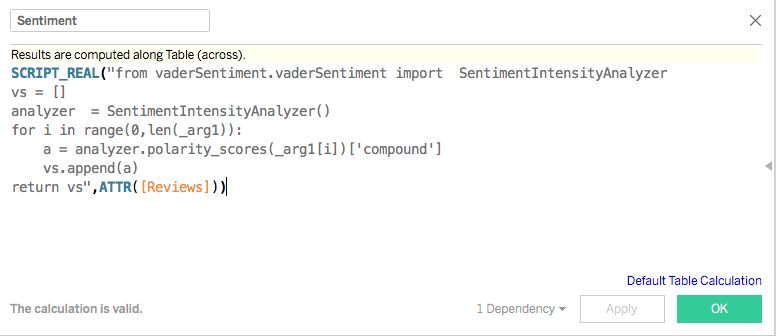 Sentiment
Results are computed along Table (across).
SCRIPT_REAL("from vaderSentiment.vaderSentiment import  SentimentIntensityAnalyzer
vs = []
analyzer  = SentimentIntensityAnalyzer()
for i in range(0,len(_arg1)):
    a = analyzer.polarity_scores(_arg1[i])['compound']
    vs.append(a)
return vs",ATTR([Reviews]))
Default Table Calculation
The calculation is valid.
1 Dependency
Apply
OK